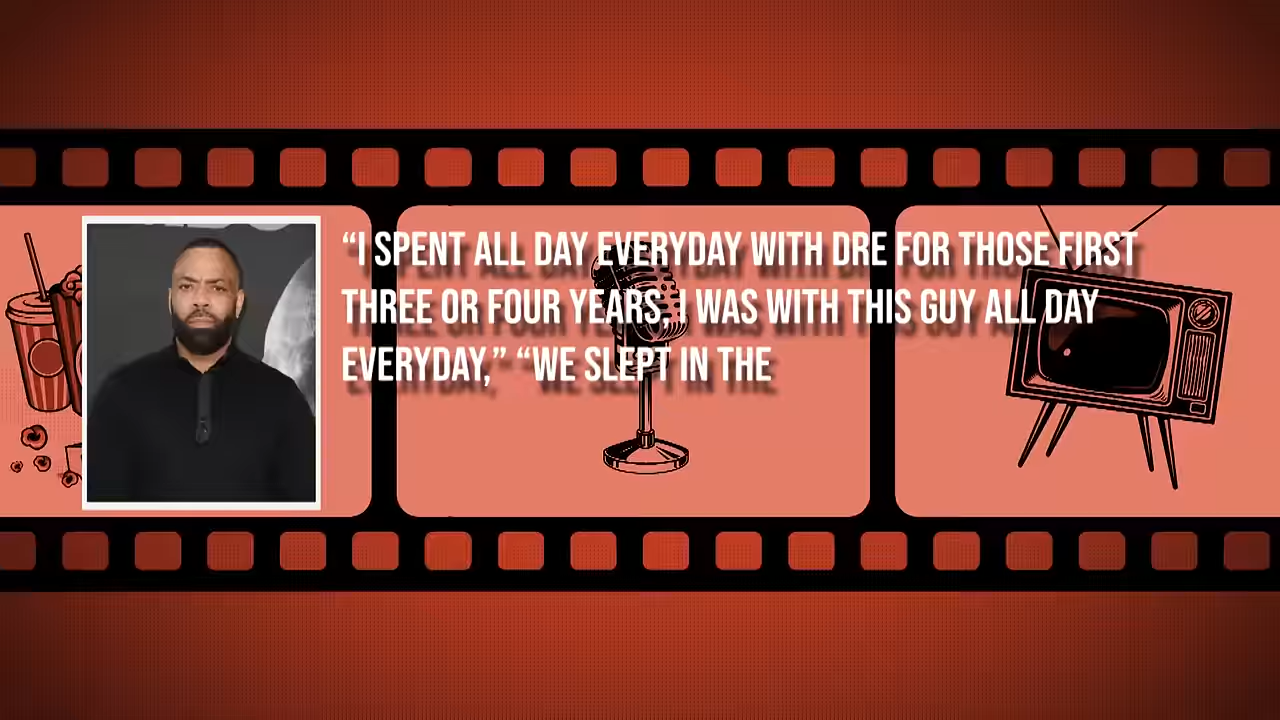 “I SPENT ALL DAY EVERYDAY WITH DRE FOR THOSE FIRST
THREE OR FOUR YEARS. I WAS WITH THIS GUY ALL DAY
EVERYDAY,” “WE SLEPT IN THE